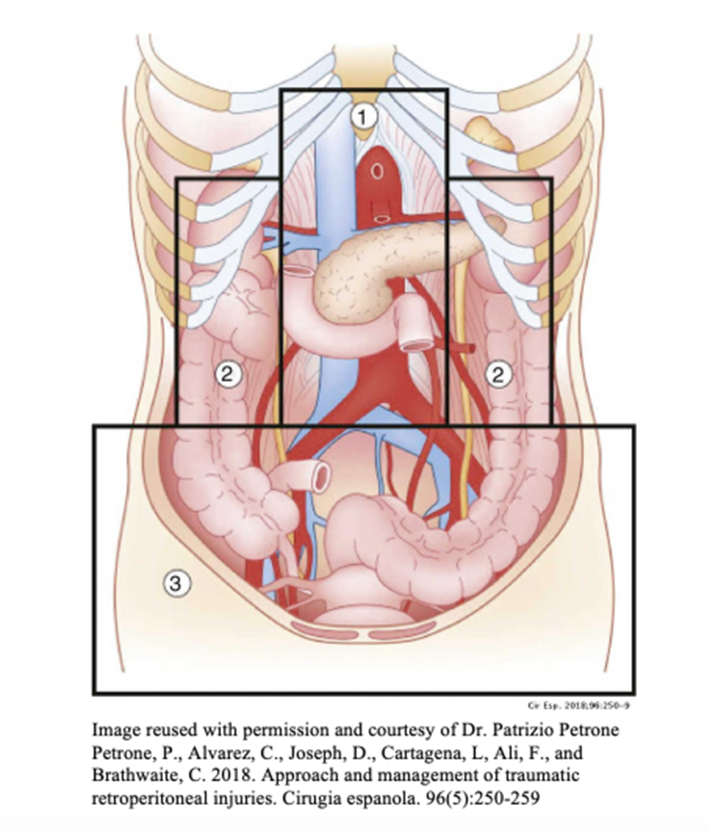 1
2
2
3
Cir Esp. 2018;96:250-9
Image reused with permission and courtesy of Dr. Patrizio Petrone
Petrone, P., Alvarez, C., Joseph, D., Cartagena, L, Ali, F., and
Brathwaite, C. 2018. Approach and management of traumatic
retroperitoneal injuries. Cirugia espanola. 96(5):250-259